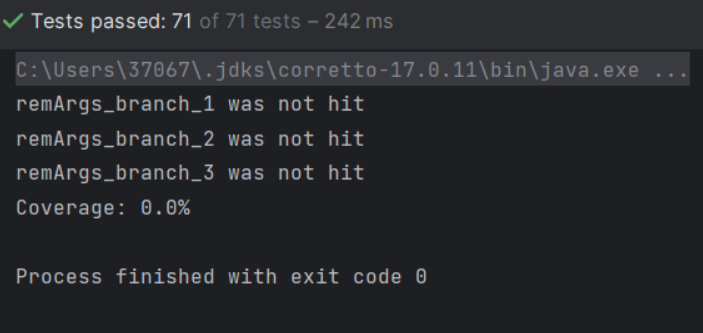 Tests passed: 71 of 71 tests – 242 ms
C:\Users\37067\.jdks\corretto-17.0.11\bin\java.exe ...
remArgs_branch_1 was not hit
remArgs_branch_2 was not hit
remArgs_branch_3 was not hit
Coverage: 0.0%
Process finished with exit code 0